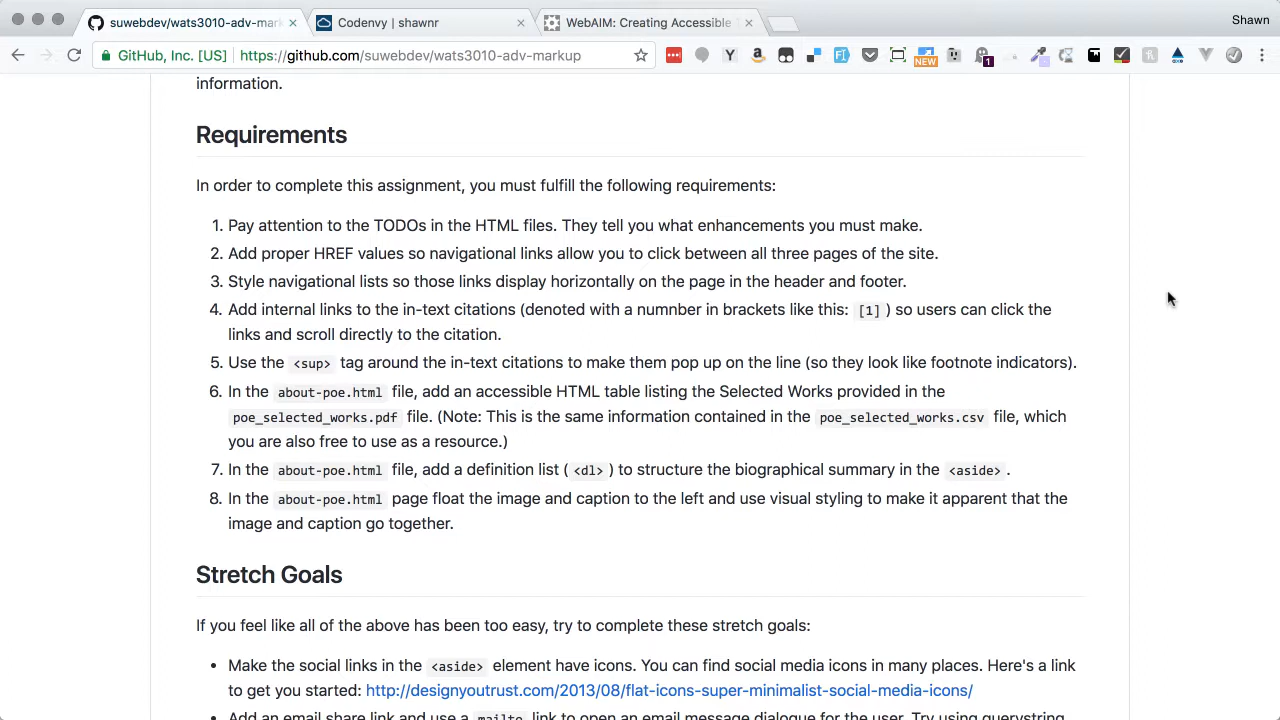 suwebdev/wats3010-adv-mark
Codenvy | shawnr
WebAIM: Creating Accessible
Shawn
GitHub, Inc. [US]
https://github.com/suwebdev/wats3010-adv-markup
NEW
1
information.
Requirements
In order to complete this assignment, you must fulfill the following requirements:
1. Pay attention to the TODOs in the HTML files. They tell you what enhancements you must make.
2. Add proper HREF values so navigational links allow you to click between all three pages of the site.
3. Style navigational lists so those links display horizontally on the page in the header and footer.
4. Add internal links to the in-text citations (denoted with a numnber in brackets like this: [1] ) so users can click the
links and scroll directly to the citation.
5. Use the <sup> tag around the in-text citations to make them pop up on the line (so they look like footnote indicators).
6. In the about-poe.html file, add an accessible HTML table listing the Selected Works provided in the
poe_selected_works.pdf file. (Note: This is the same information contained in the poe_selected_works.csv file, which
you are also free to use as a resource.)
7. In the about-poe.html file, add a definition list ( <dl> ) to structure the biographical summary in the <aside> .
8. In the about-poe.html page float the image and caption to the left and use visual styling to make it apparent that the
image and caption go together.
Stretch Goals
If you feel like all of the above has been too easy, try to complete these stretch goals:
• Make the social links in the <aside> element have icons. You can find social media icons in many places. Here's a link
to get you started: http://designyoutrust.com/2013/08/flat-icons-super-minimalist-social-media-icons/
• Add an email share link and use a mailto link to open an email message dialogue for the user. Try using querystring